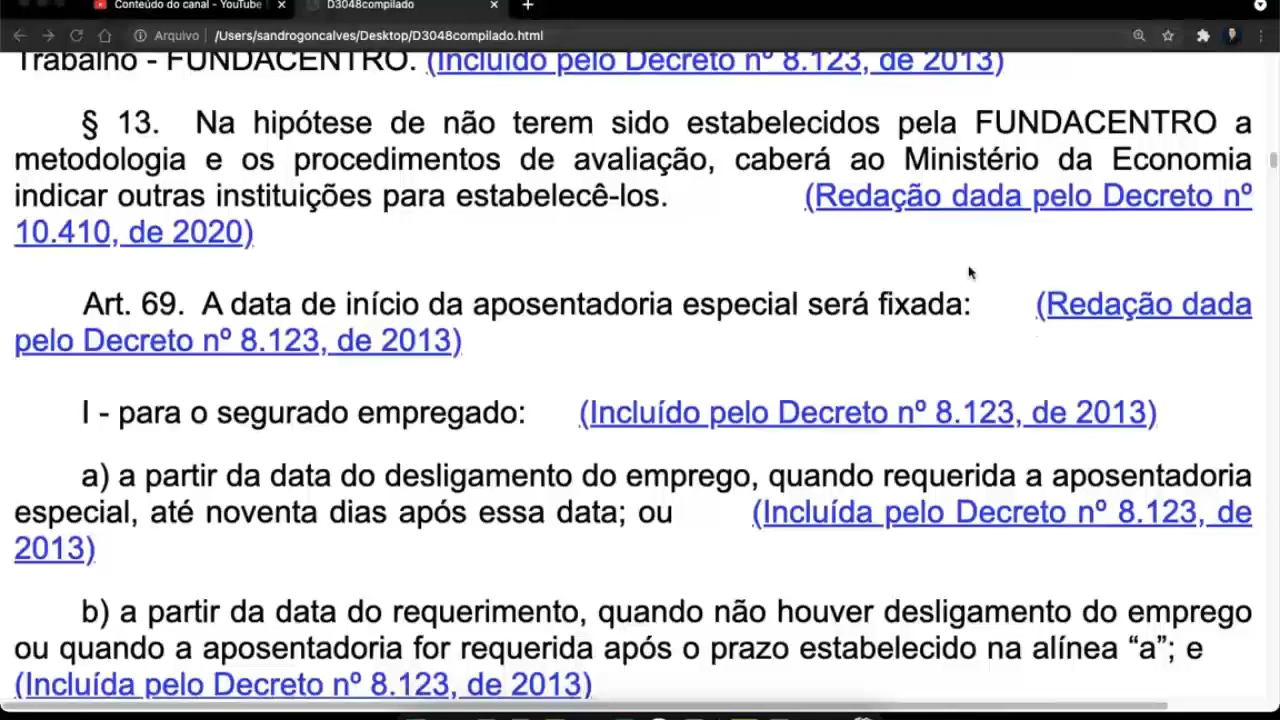 Conteúdo do canal - YouTube
D3048compilado
Arquivo
/Users/sandrogoncalves/Desktop/D3048compilado.html
Trabalho - FUNDACENTRO. (Incluído pelo Decreto nº 8.123, de 2013)
§ 13. Na hipótese de não terem sido estabelecidos pela FUNDACENTRO a
metodologia e os procedimentos de avaliação, caberá ao Ministério da Economia
indicar outras instituições para estabelecê-los. (Redação dada pelo Decreto nº
10.410, de 2020)
Art. 69. A data de início da aposentadoria especial será fixada: (Redação dada
pelo Decreto nº 8.123, de 2013)
I - para o segurado empregado: (Incluído pelo Decreto nº 8.123, de 2013)
a) a partir da data do desligamento do emprego, quando requerida a aposentadoria
especial, até noventa dias após essa data; ou (Incluída pelo Decreto nº 8.123, de
2013)
b) a partir da data do requerimento, quando não houver desligamento do emprego
ou quando a aposentadoria for requerida após o prazo estabelecido na alínea “a”; e
(Incluída pelo Decreto nº 8.123, de 2013)